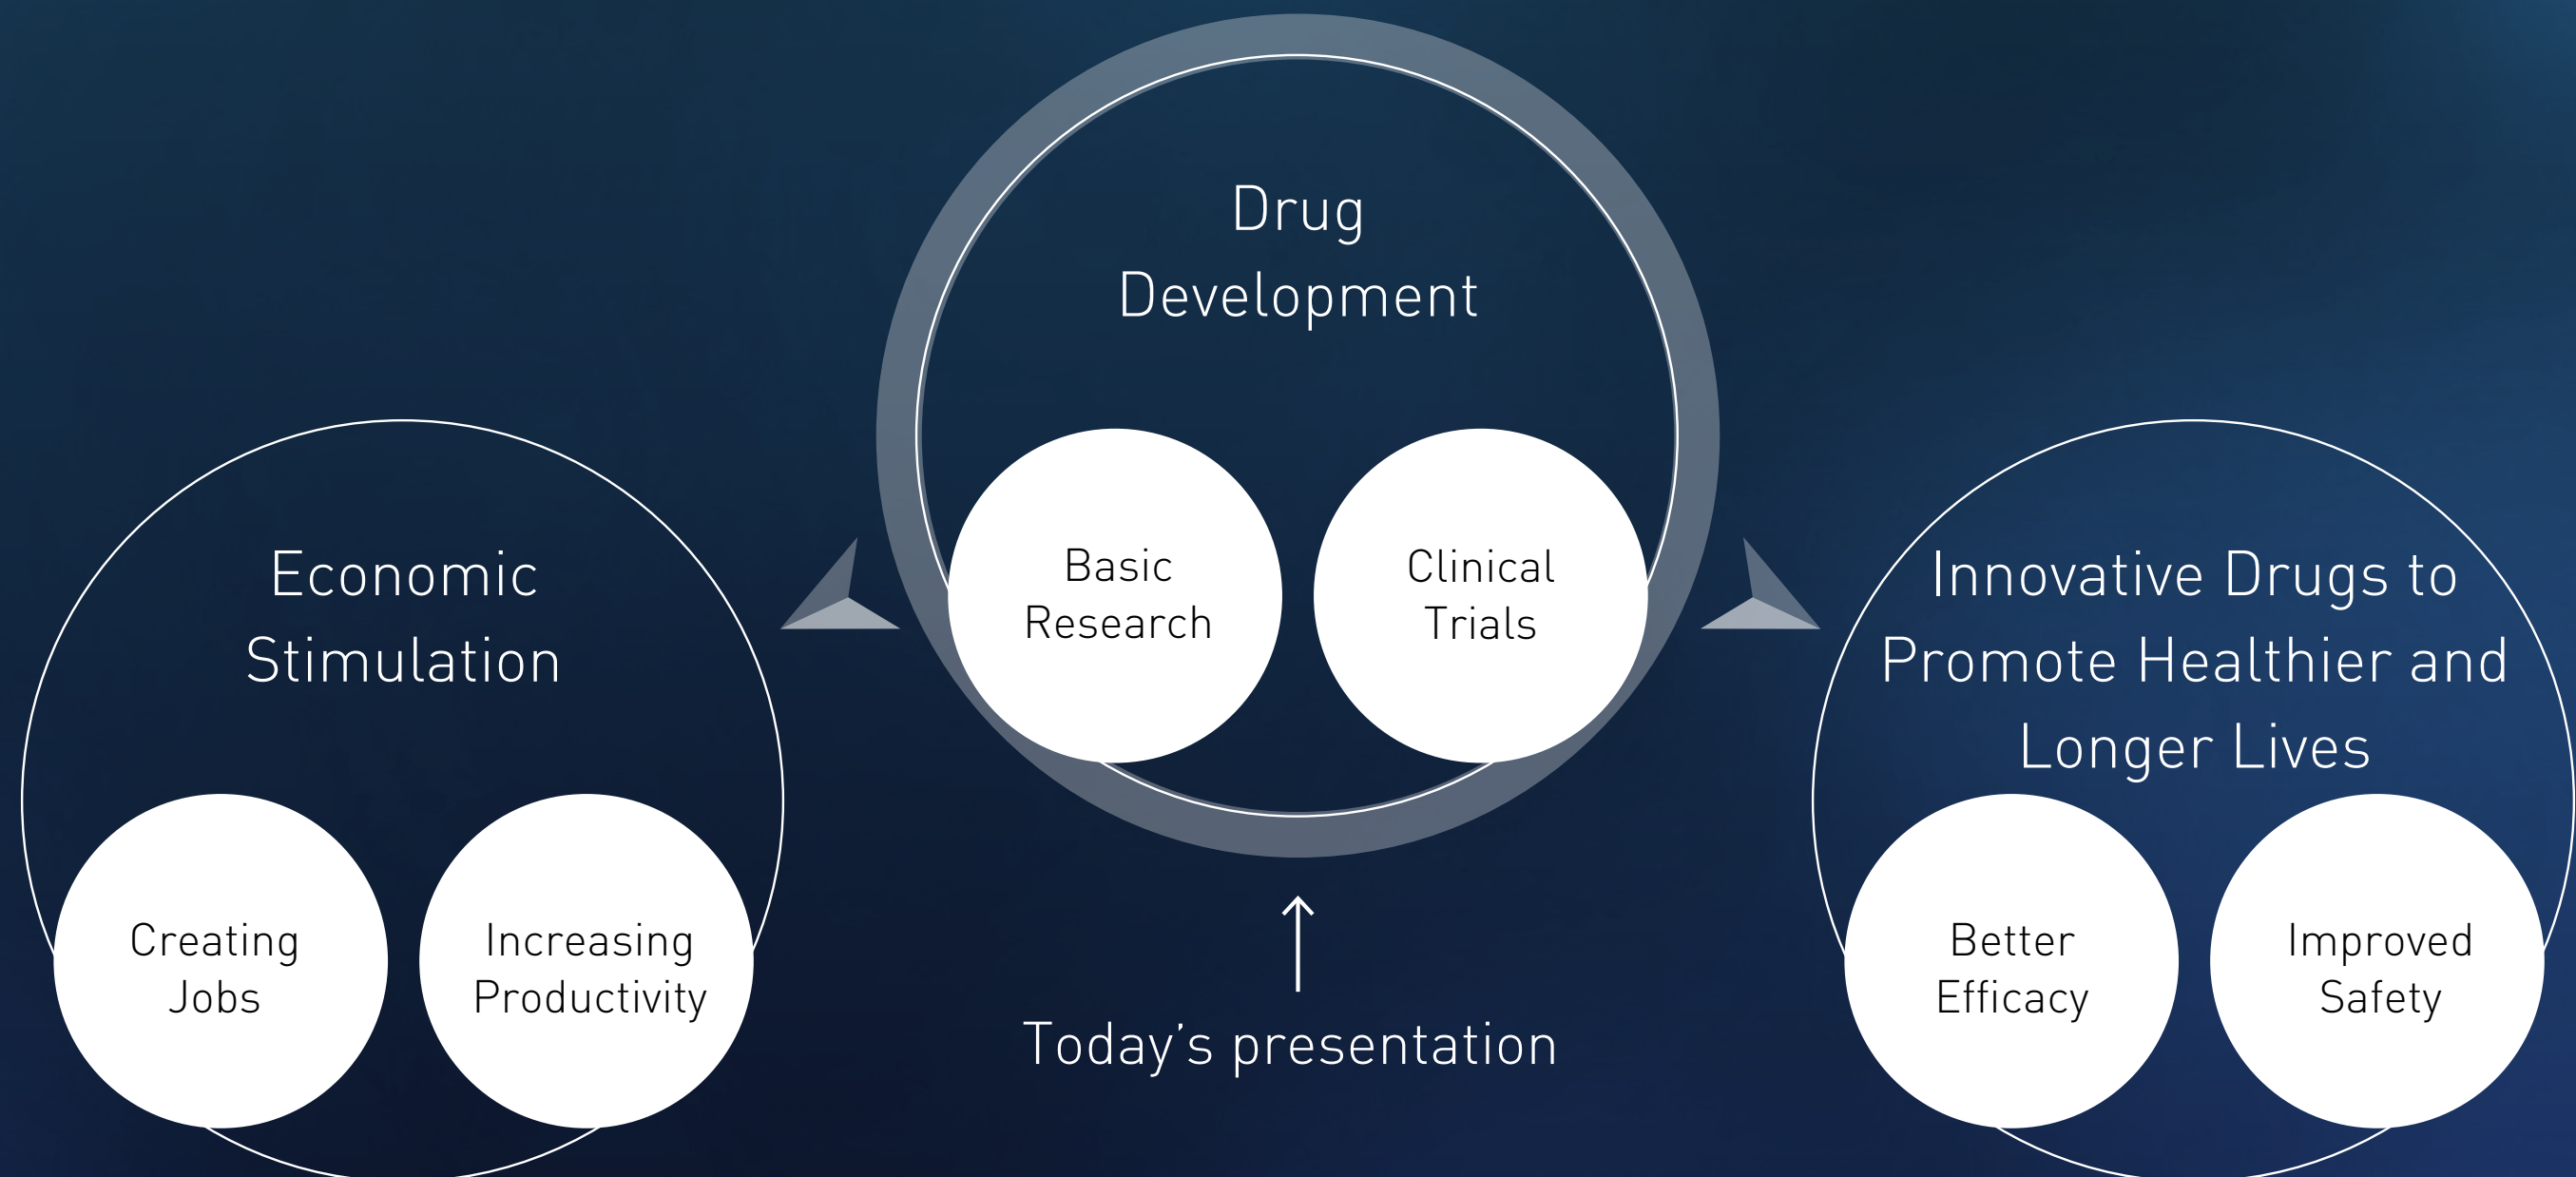 Drug
Development
Basic
Research
Clinical
Trials
Economic
Stimulation
Creating
Jobs
Increasing
Productivity
Innovative Drugs to
Promote Healthier and
Longer Lives
Better
Efficacy
Improved
Safety
Today's presentation